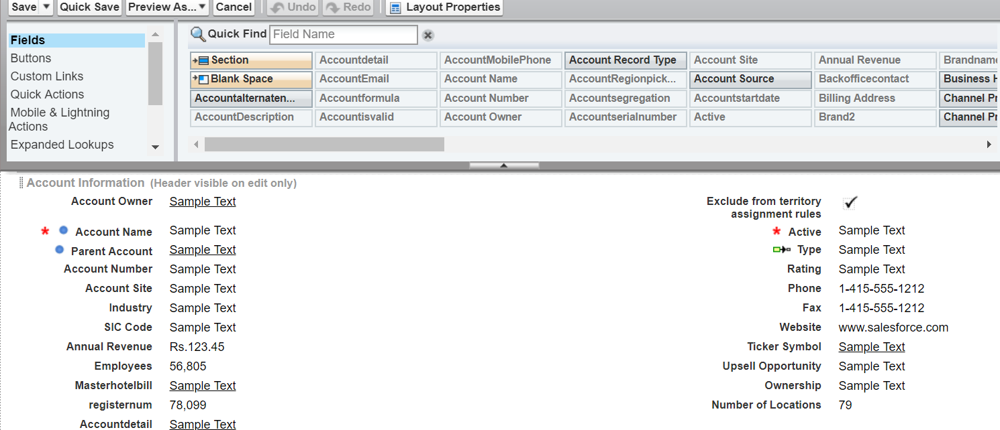 Save Quick Save Preview As... Cancel Undo Redo Layout Properties
Fields
Buttons
Custom Links
Quick Actions
Mobile & Lightning
Actions
Expanded Lookups
Quick Find Field Name
Section Accountdetail AccountMobilePhone Account Record Type Account Site Annual Revenue Brandname
Blank Space AccountEmail Account Name AccountRegionpick... Account Source Backofficecontact Business H
Accountalternaten... Accountformula Account Number Accountsegregation Accountstartdate Billing Address Channel Pr
AccountDescription Accountisvalid Account Owner Accountserialnumber Active Brand2 Channel Pr
Account Information (Header visible on edit only)
Account Owner Sample Text
* Account Name Sample Text
Parent Account Sample Text
Account Number Sample Text
Account Site Sample Text
Industry Sample Text
SIC Code Sample Text
Annual Revenue Rs.123.45
Employees 56,805
Masterhotelbill Sample Text
registernum 78,099
Accountdetail Sample Text
Exclude from territory
assignment rules
* Active Sample Text
Type Sample Text
Rating Sample Text
Phone 1-415-555-1212
Fax 1-415-555-1212
Website www.salesforce.com
Ticker Symbol Sample Text
Upsell Opportunity Sample Text
Ownership Sample Text
Number of Locations 79